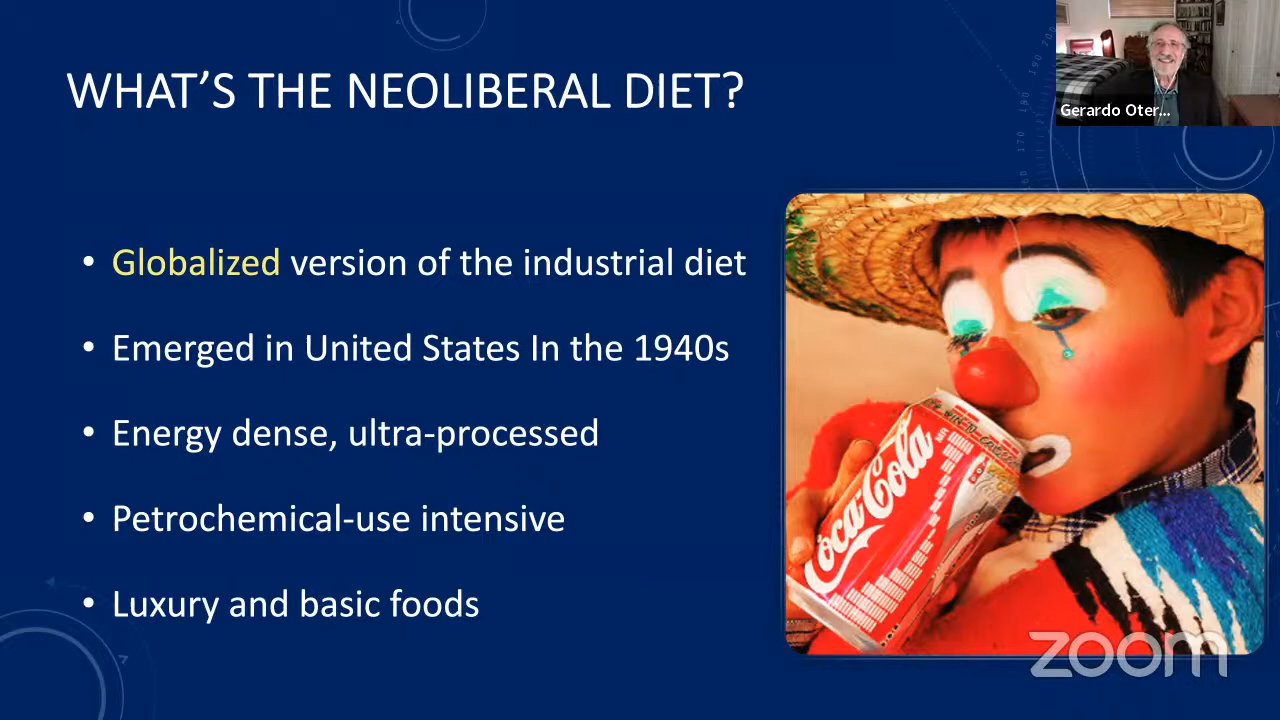 WHAT'S THE NEOLIBERAL DIET?
Gerardo Oter...
• Globalized version of the industrial diet
• Emerged in United States In the 1940s
• Energy dense, ultra-processed
• Petrochemical-use intensive
• Luxury and basic foods
Coca-Cola
zoom